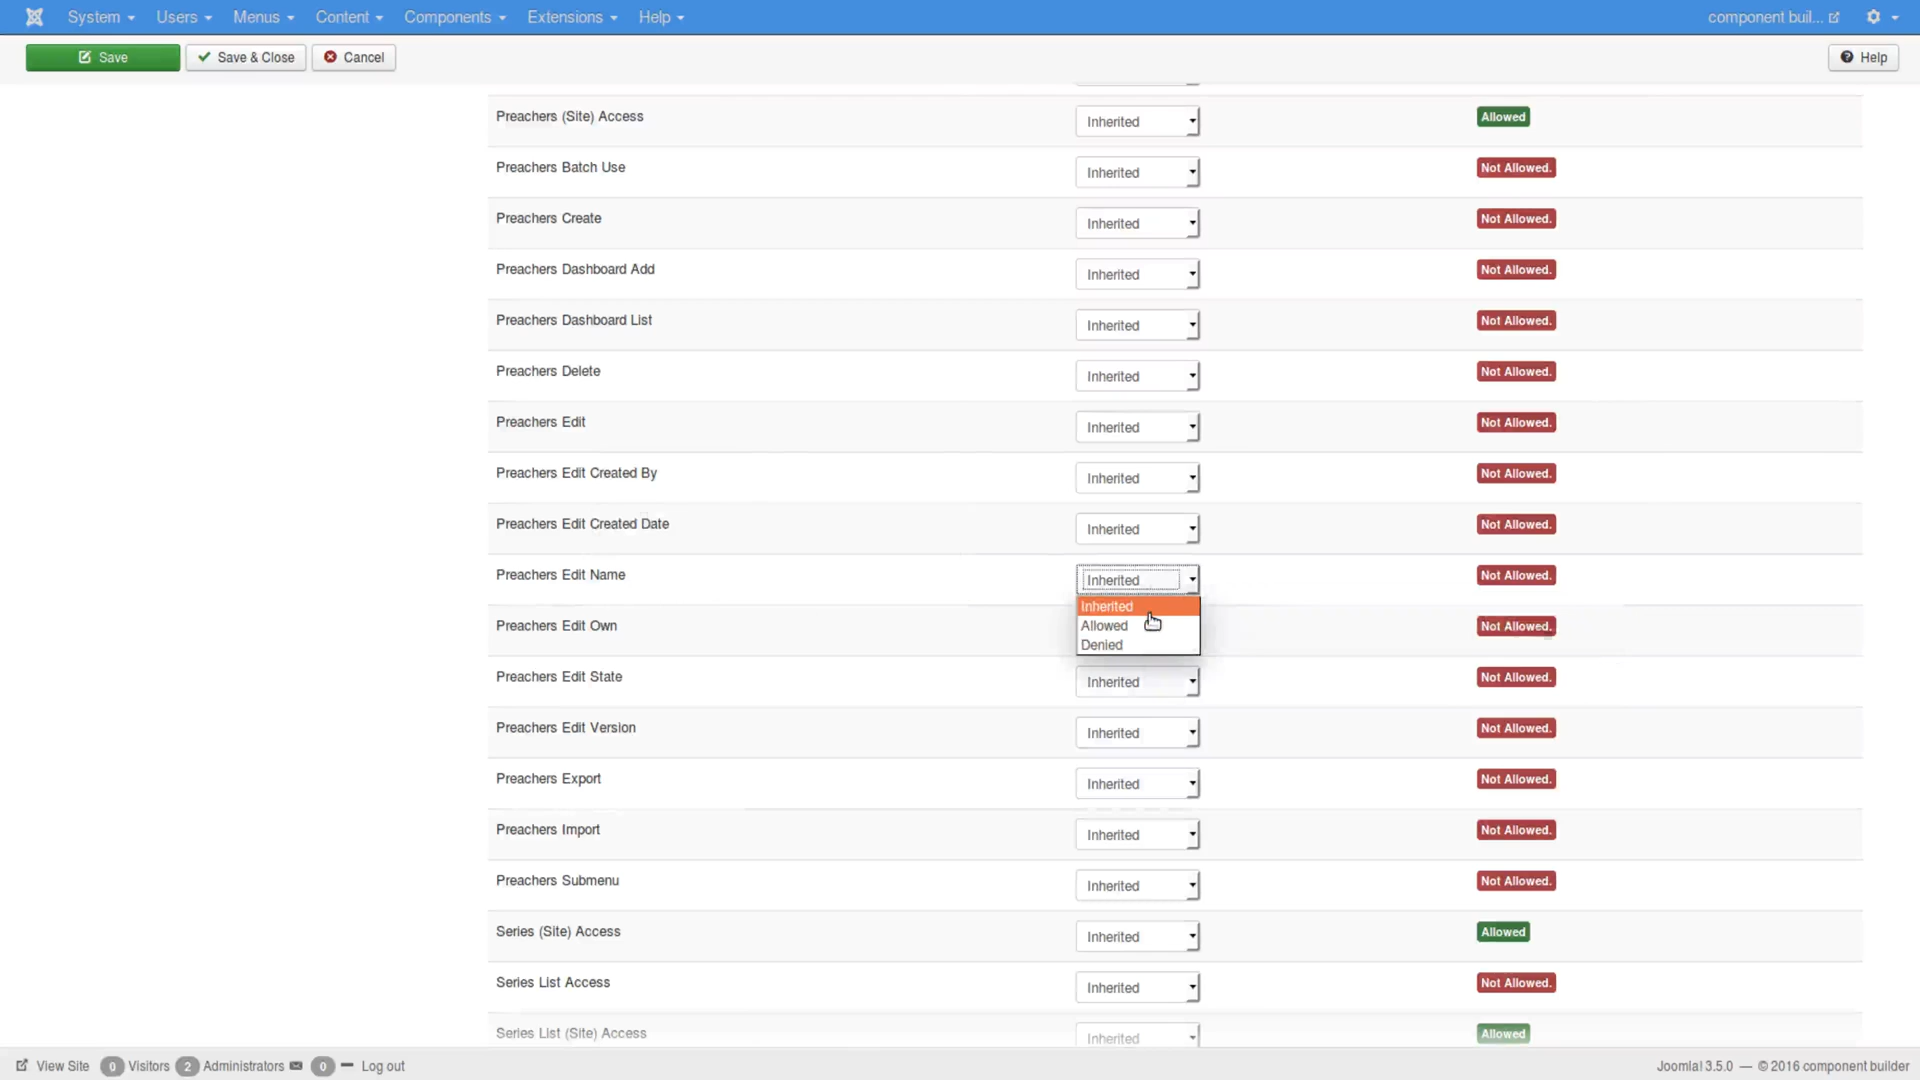 System Users Menus Content Components Extensions Help component buil...
Save Save & Close Cancel Help
Preachers (Site) Access Inherited Allowed
Preachers Batch Use Inherited Not Allowed.
Preachers Create Inherited Not Allowed.
Preachers Dashboard Add Inherited Not Allowed.
Preachers Dashboard List Inherited Not Allowed.
Preachers Delete Inherited Not Allowed.
Preachers Edit Inherited Not Allowed.
Preachers Edit Created By Inherited Not Allowed.
Preachers Edit Created Date Inherited Not Allowed.
Preachers Edit Name Inherited Not Allowed.
Inherited
Preachers Edit Own Allowed Not Allowed.
Denied
Preachers Edit State Inherited Not Allowed.
Preachers Edit Version Inherited Not Allowed.
Preachers Export Inherited Not Allowed.
Preachers Import Inherited Not Allowed.
Preachers Submenu Inherited Not Allowed.
Series (Site) Access Inherited Allowed
Series List Access Inherited Not Allowed.
Series List (Site) Access Inherited Allowed
View Site 0 Visitors 2 Administrators 0 Log out Joomla! 3.5.0 — © 2016 component builder